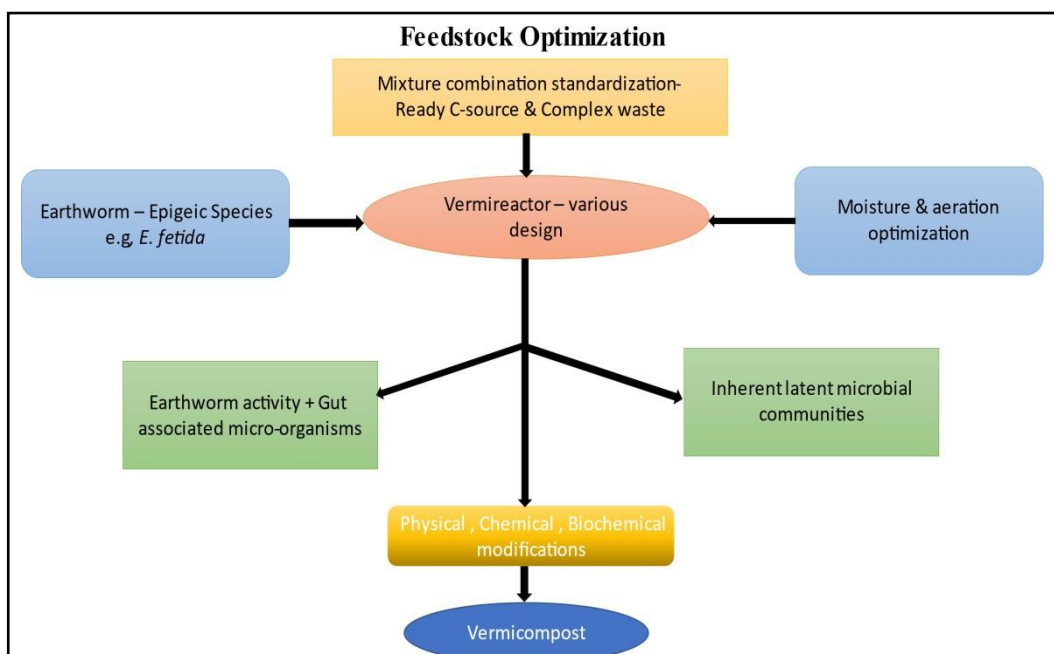 Feedstock Optimization
Mixture combination standardization-
Ready C-source & Complex waste
Earthworm – Epigeic Species
e.g, E. fetida
Vermireactor – various
design
Moisture & aeration
optimization
Earthworm activity + Gut
associated micro-organisms
Inherent latent microbial
communities
Physical , Chemical , Biochemical
modifications
Vermicompost